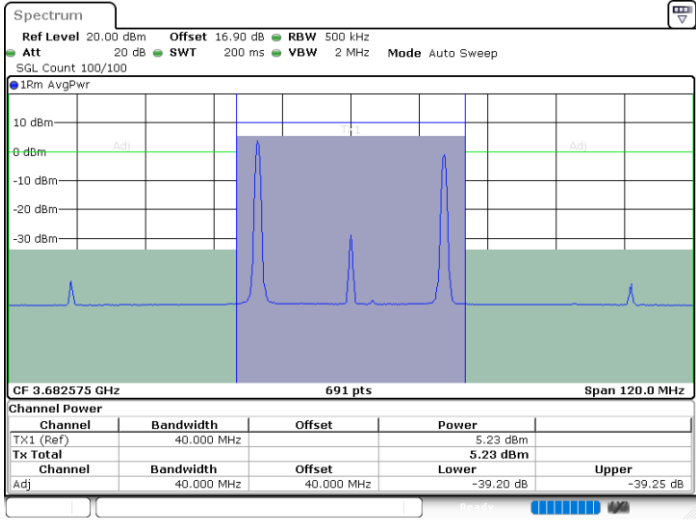 Spectrum
Ref Level 20.00 dBm Offset 16.90 dB RBW 500 kHz
Att 20 dB SWT 200 ms VBW 2 MHz Mode Auto Sweep
SGL Count 100/100
1Rm AvgPwr
10 dBm
TX1
Adj Adj
0 dBm
-10 dBm
-20 dBm
-30 dBm
CF 3.682575 GHz 691 pts Span 120.0 MHz
Channel Power
Channel Bandwidth Offset Power
TX1 (Ref) 40.000 MHz 5.23 dBm
Tx Total 5.23 dBm
Channel Bandwidth Offset Lower Upper
Adj 40.000 MHz 40.000 MHz -39.20 dBm -39.25 dBm
Ready